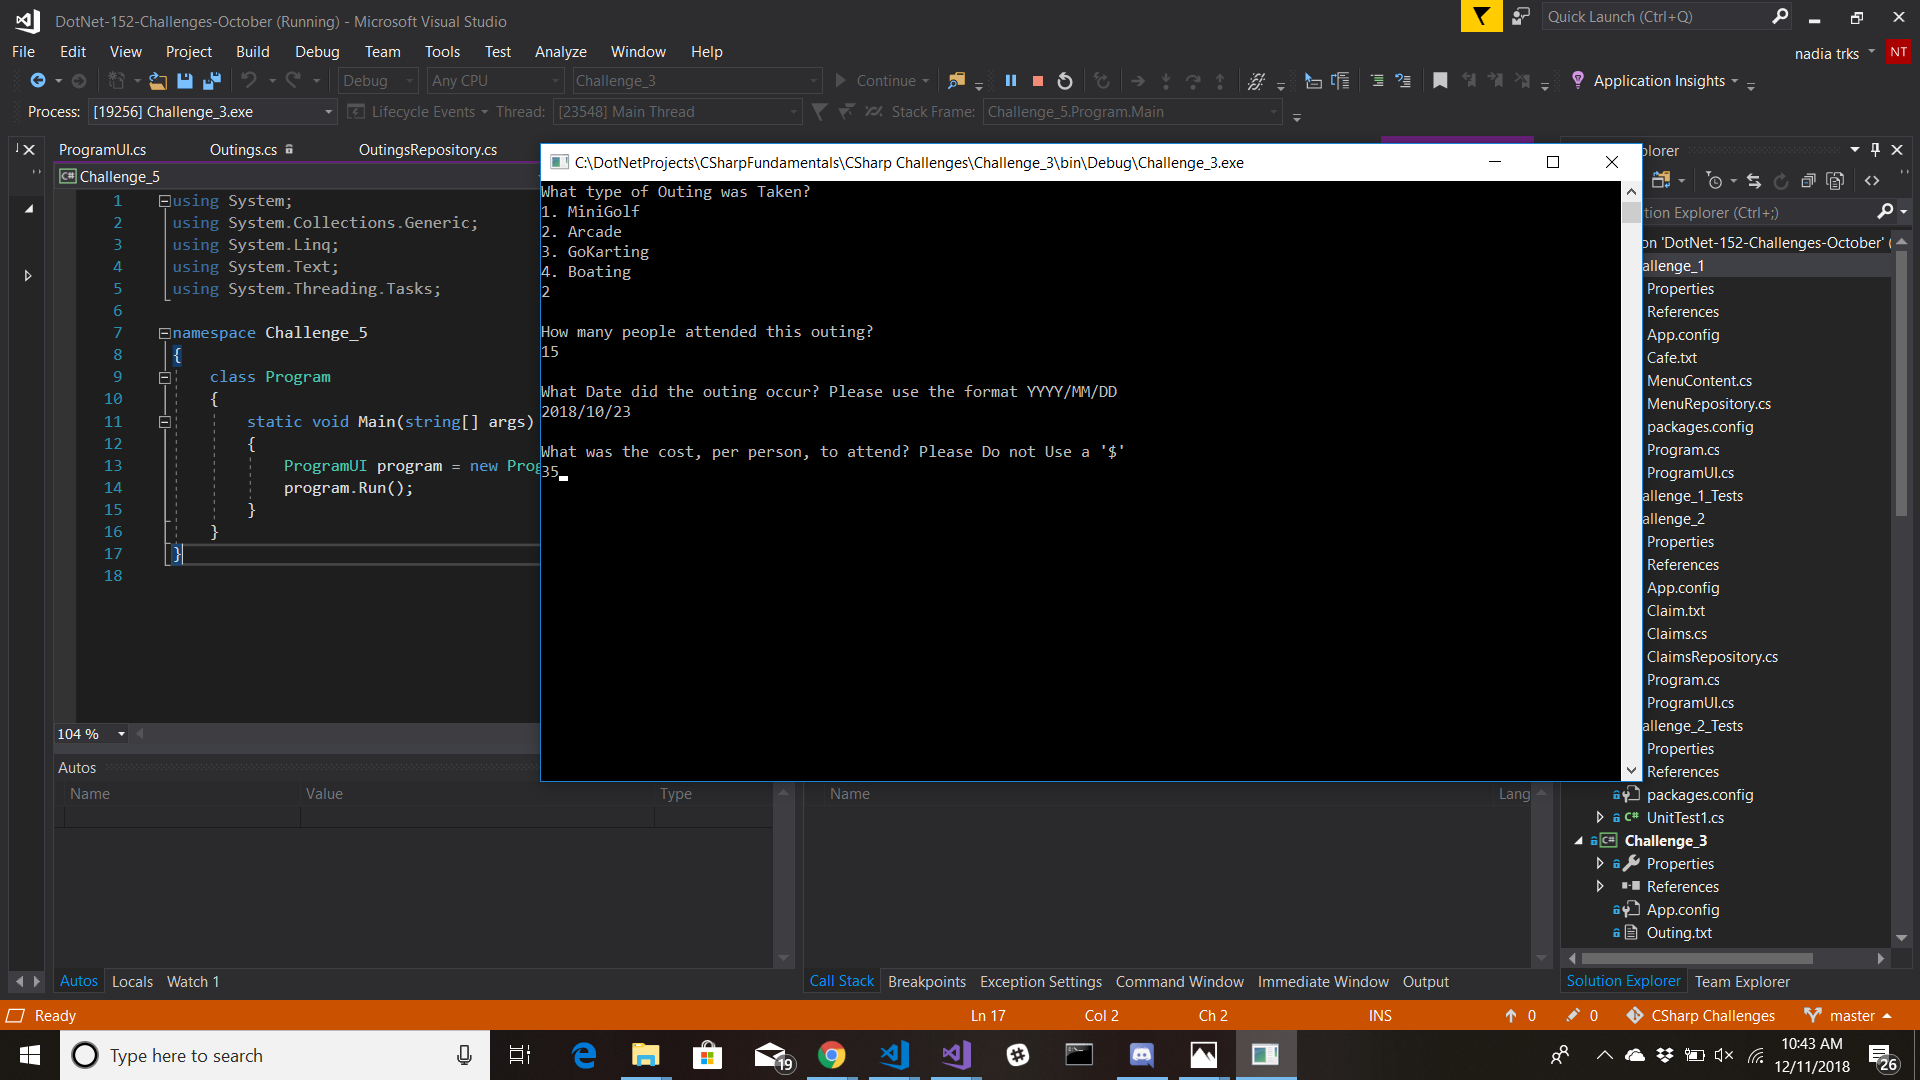 DotNet-152-Challenges-October (Running) - Microsoft Visual Studio
Quick Launch (Ctrl+Q)
File Edit View Project Build Debug Team Tools Test Analyze Window Help
nadia trks NT
Debug Any CPU Challenge_3 Continue Application Insights
Process: [19256] Challenge_3.exe Lifecycle Events Thread: [23548] Main Thread Stack Frame: Challenge_5.Program.Main
ProgramUI.cs Outings.cs OutingsRepository.cs
C# Challenge_5
1 using System;
2 using System.Collections.Generic;
3 using System.Linq;
4 using System.Text;
5 using System.Threading.Tasks;
6
7 namespace Challenge_5
8 {
9 class Program
10 {
11 static void Main(string[] args)
12 {
13 ProgramUI program = new Prog
14 program.Run();
15 }
16 }
17 }
18
104 %
C:\DotNetProjects\CSharpFundamentals\CSharp Challenges\Challenge_3\bin\Debug\Challenge_3.exe
What type of Outing was Taken?
1. MiniGolf
2. Arcade
3. GoKarting
4. Boating
2
How many people attended this outing?
15
What Date did the outing occur? Please use the format YYYY/MM/DD
2018/10/23
What was the cost, per person, to attend? Please Do not Use a '$'
35
plorer
tion Explorer (Ctrl+;)
on 'DotNet-152-Challenges-October' (
allenge_1
Properties
References
App.config
Cafe.txt
MenuContent.cs
MenuRepository.cs
packages.config
Program.cs
ProgramUI.cs
allenge_1_Tests
allenge_2
Properties
References
App.config
Claim.txt
Claims.cs
ClaimsRepository.cs
Program.cs
ProgramUI.cs
allenge_2_Tests
Properties
References
packages.config
C# UnitTest1.cs
C# Challenge_3
Properties
References
App.config
Outing.txt
Solution Explorer Team Explorer
Autos
Name Value Type
Autos Locals Watch 1
Name Lang
Call Stack Breakpoints Exception Settings Command Window Immediate Window Output
Ready Ln 17 Col 2 Ch 2 INS 0 0 CSharp Challenges master
Type here to search 19
10:43 AM
12/11/2018
26